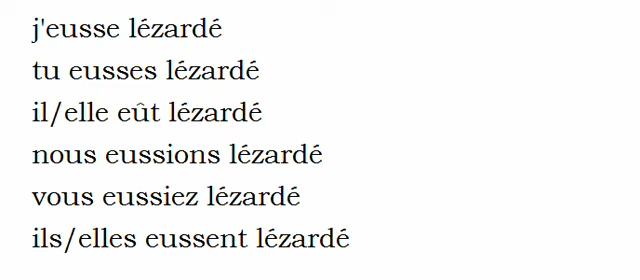 j'eusse lézardé
tu eusses lézardé
il/elle eût lézardé
nous eussions lézardé
vous eussiez lézardé
ils/elles eussent lézardé